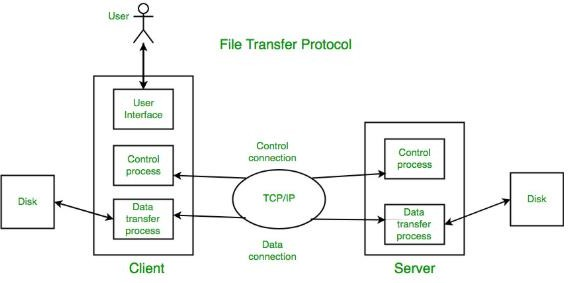 User
File Transfer Protocol
User
Interface
Control
process
Data
transfer
process
Disk
Client
Control
connection
TCP/IP
Data
connection
Control
process
Data
transfer
process
Disk
Server